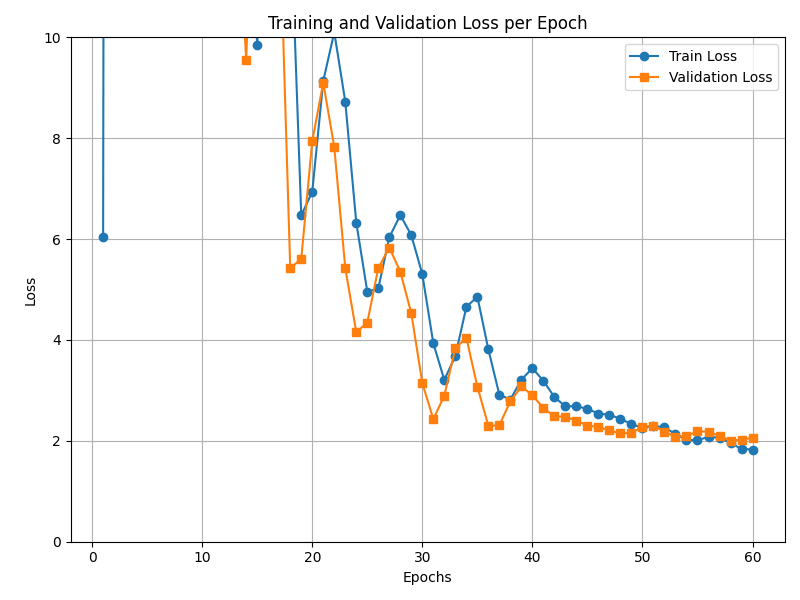 Training and Validation Loss per Epoch
Train Loss
Validation Loss
Loss
10
8
6
4
2
0
0 10 20 30 40 50 60
Epochs